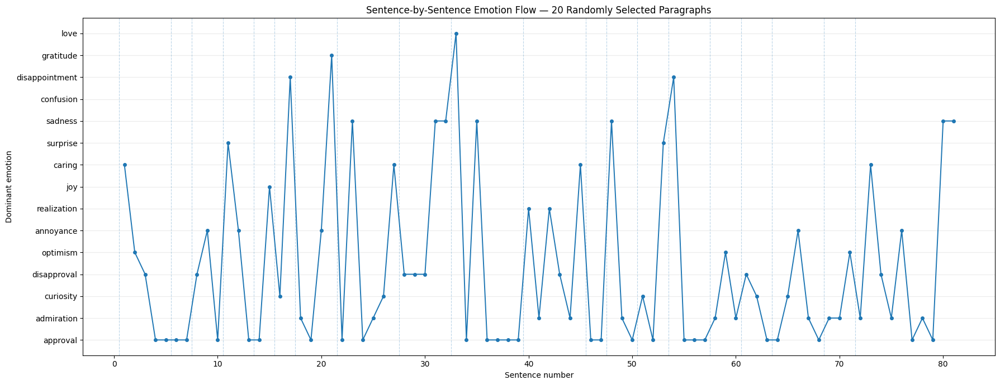 Sentence-by-Sentence Emotion Flow — 20 Randomly Selected Paragraphs
love
gratitude
disappointment
confusion
sadness
surprise
caring
joy
realization
annoyance
optimism
disapproval
curiosity
admiration
approval
Dominant emotion
0 10 20 30 40 50 60 70 80
Sentence number